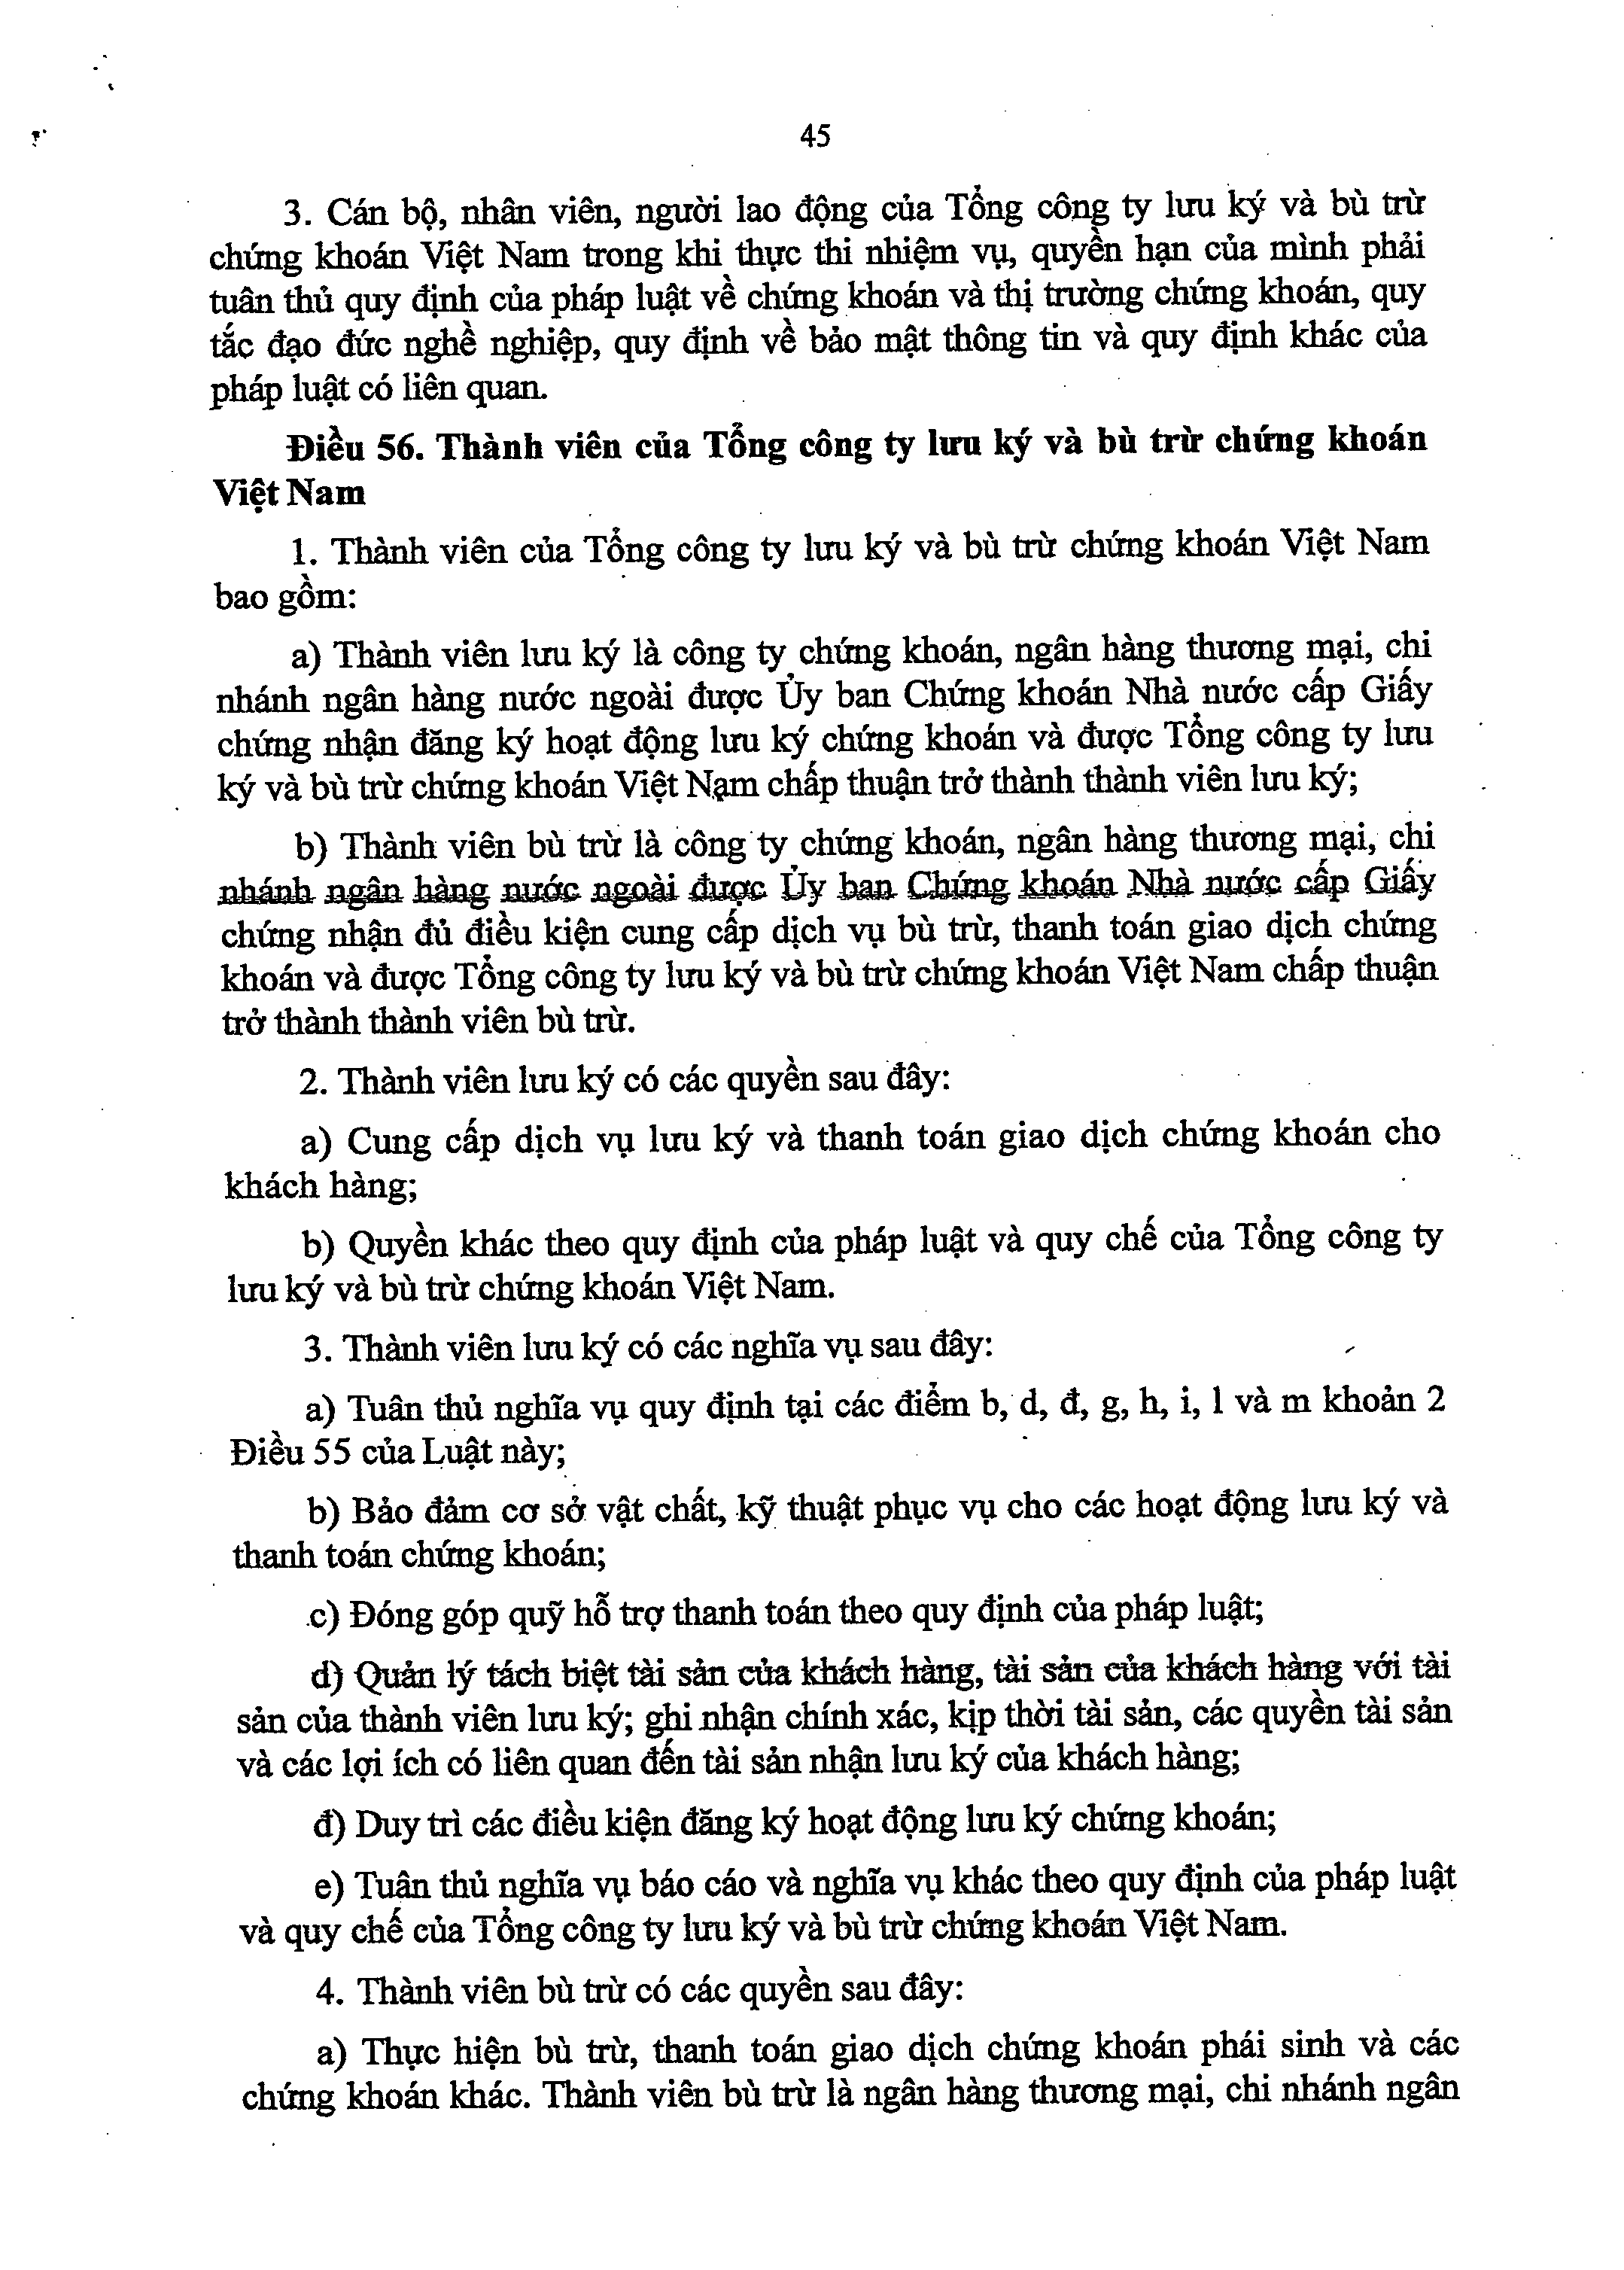 45
3. Cán bộ, nhân viên, người lao động của Tổng công ty lưu ký và bù trừ
chứng khoán Việt Nam trong khi thực thi nhiệm vụ, quyền hạn của mình phải
tuân thủ quy định của pháp luật về chứng khoán và thị trường chứng khoán, quy
tắc đạo đức nghề nghiệp, quy định về bảo mật thông tin và quy định khác của
pháp luật có liên quan.
Điều 56. Thành viên của Tổng công ty lưu ký và bù trừ chứng khoán
Việt Nam
1. Thành viên của Tổng công ty lưu ký và bù trừ chứng khoán Việt Nam
bao gồm:
a) Thành viên lưu ký là công ty chứng khoán, ngân hàng thương mại, chi
nhánh ngân hàng nước ngoài được Ủy ban Chứng khoán Nhà nước cấp Giấy
chứng nhận đăng ký hoạt động lưu ký chứng khoán và được Tổng công ty lưu
ký và bù trừ chứng khoán Việt Nam chấp thuận trở thành thành viên lưu ký;
b) Thành viên bù trừ là công ty chứng khoán, ngân hàng thương mại, chi
nhánh ngân hàng nước ngoài được Ủy ban Chứng khoán Nhà nước cấp Giấy
chứng nhận đủ điều kiện cung cấp dịch vụ bù trừ, thanh toán giao dịch chứng
khoán và được Tổng công ty lưu ký và bù trừ chứng khoán Việt Nam chấp thuận
trở thành thành viên bù trừ.
2. Thành viên lưu ký có các quyền sau đây:
a) Cung cấp dịch vụ lưu ký và thanh toán giao dịch chứng khoán cho
khách hàng;
b) Quyền khác theo quy định của pháp luật và quy chế của Tổng công ty
lưu ký và bù trừ chứng khoán Việt Nam.
3. Thành viên lưu ký có các nghĩa vụ sau đây:
a) Tuân thủ nghĩa vụ quy định tại các điểm b, d, đ, g, h, i, l và m khoản 2
Điều 55 của Luật này;
b) Bảo đảm cơ sở vật chất, kỹ thuật phục vụ cho các hoạt động lưu ký và
thanh toán chứng khoán;
c) Đóng góp quỹ hỗ trợ thanh toán theo quy định của pháp luật;
d) Quản lý tách biệt tài sản của khách hàng, tài sản của khách hàng với tài
sản của thành viên lưu ký; ghi nhận chính xác, kịp thời tài sản, các quyền tài sản
và các lợi ích có liên quan đến tài sản nhận lưu ký của khách hàng;
đ) Duy trì các điều kiện đăng ký hoạt động lưu ký chứng khoán;
e) Tuân thủ nghĩa vụ báo cáo và nghĩa vụ khác theo quy định của pháp luật
và quy chế của Tổng công ty lưu ký và bù trừ chứng khoán Việt Nam.
4. Thành viên bù trừ có các quyền sau đây:
a) Thực hiện bù trừ, thanh toán giao dịch chứng khoán phái sinh và các
chứng khoán khác. Thành viên bù trừ là ngân hàng thương mại, chi nhánh ngân